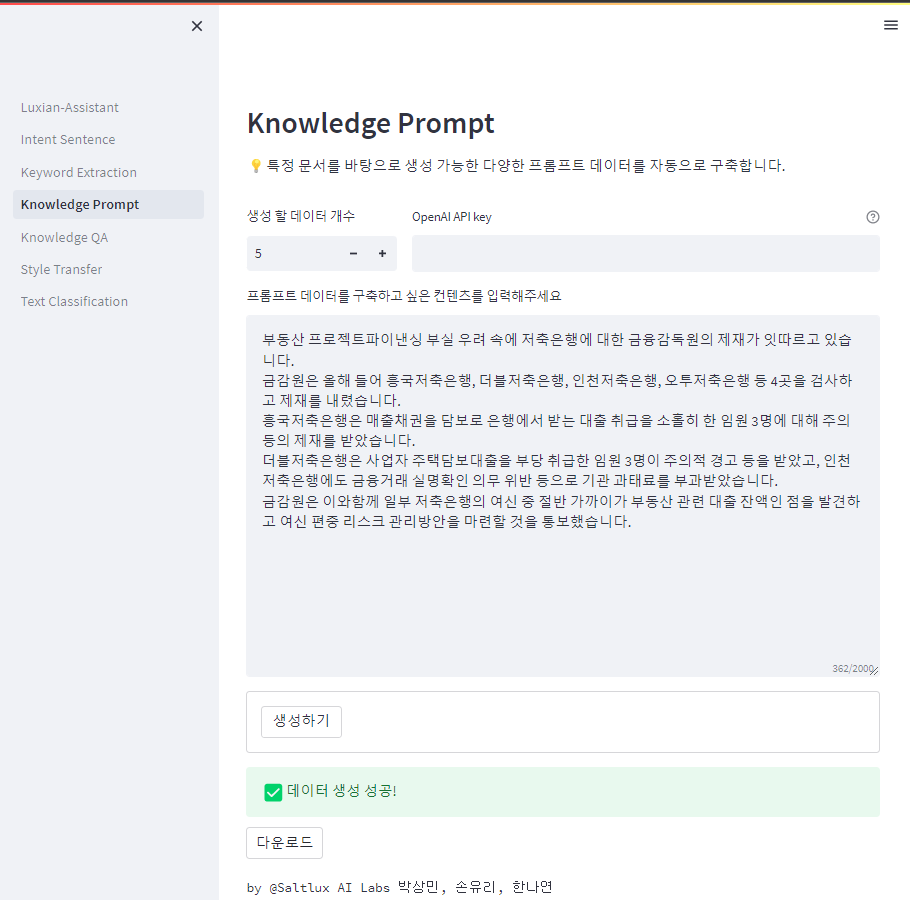 Luxian-Assistant
Intent Sentence
Keyword Extraction
Knowledge Prompt
Knowledge QA
Style Transfer
Text Classification
Knowledge Prompt
💡 특정 문서를 바탕으로 생성 가능한 다양한 프롬프트 데이터를 자동으로 구축합니다.
생성 할 데이터 개수
OpenAI API key
5
프롬프트 데이터를 구축하고 싶은 컨텐츠를 입력해주세요
부동산 프로젝트파이낸싱 부실 우려 속에 저축은행에 대한 금융감독원의 제재가 잇따르고 있습
니다.
금감원은 올해 들어 흥국저축은행, 더블저축은행, 인천저축은행, 오투저축은행 등 4곳을 검사하
고 제재를 내렸습니다.
흥국저축은행은 매출채권을 담보로 은행에서 받는 대출 취급을 소홀히 한 임원 3명에 대해 주의
등의 제재를 받았습니다.
더블저축은행은 사업자 주택담보대출을 부당 취급한 임원 3명이 주의적 경고 등을 받았고, 인천
저축은행에도 금융거래 실명확인 의무 위반 등으로 기관 과태료를 부과받았습니다.
금감원은 이와함께 일부 저축은행의 여신 중 절반 가까이가 부동산 관련 대출 잔액인 점을 발견하
고 여신 편중 리스크 관리방안을 마련할 것을 통보했습니다.
362/2000
생성하기
✅ 데이터 생성 성공!
다운로드
by @Saltlux AI Labs 박상민, 손유리, 한나연